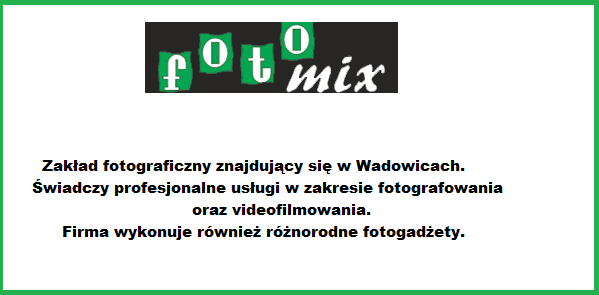 foto mix
Zakład fotograficzny znajdujący się w Wadowicach.
Świadczy profesjonalne usługi w zakresie fotografowania
oraz videofilmowania.
Firma wykonuje również różnorodne fotogadżety.